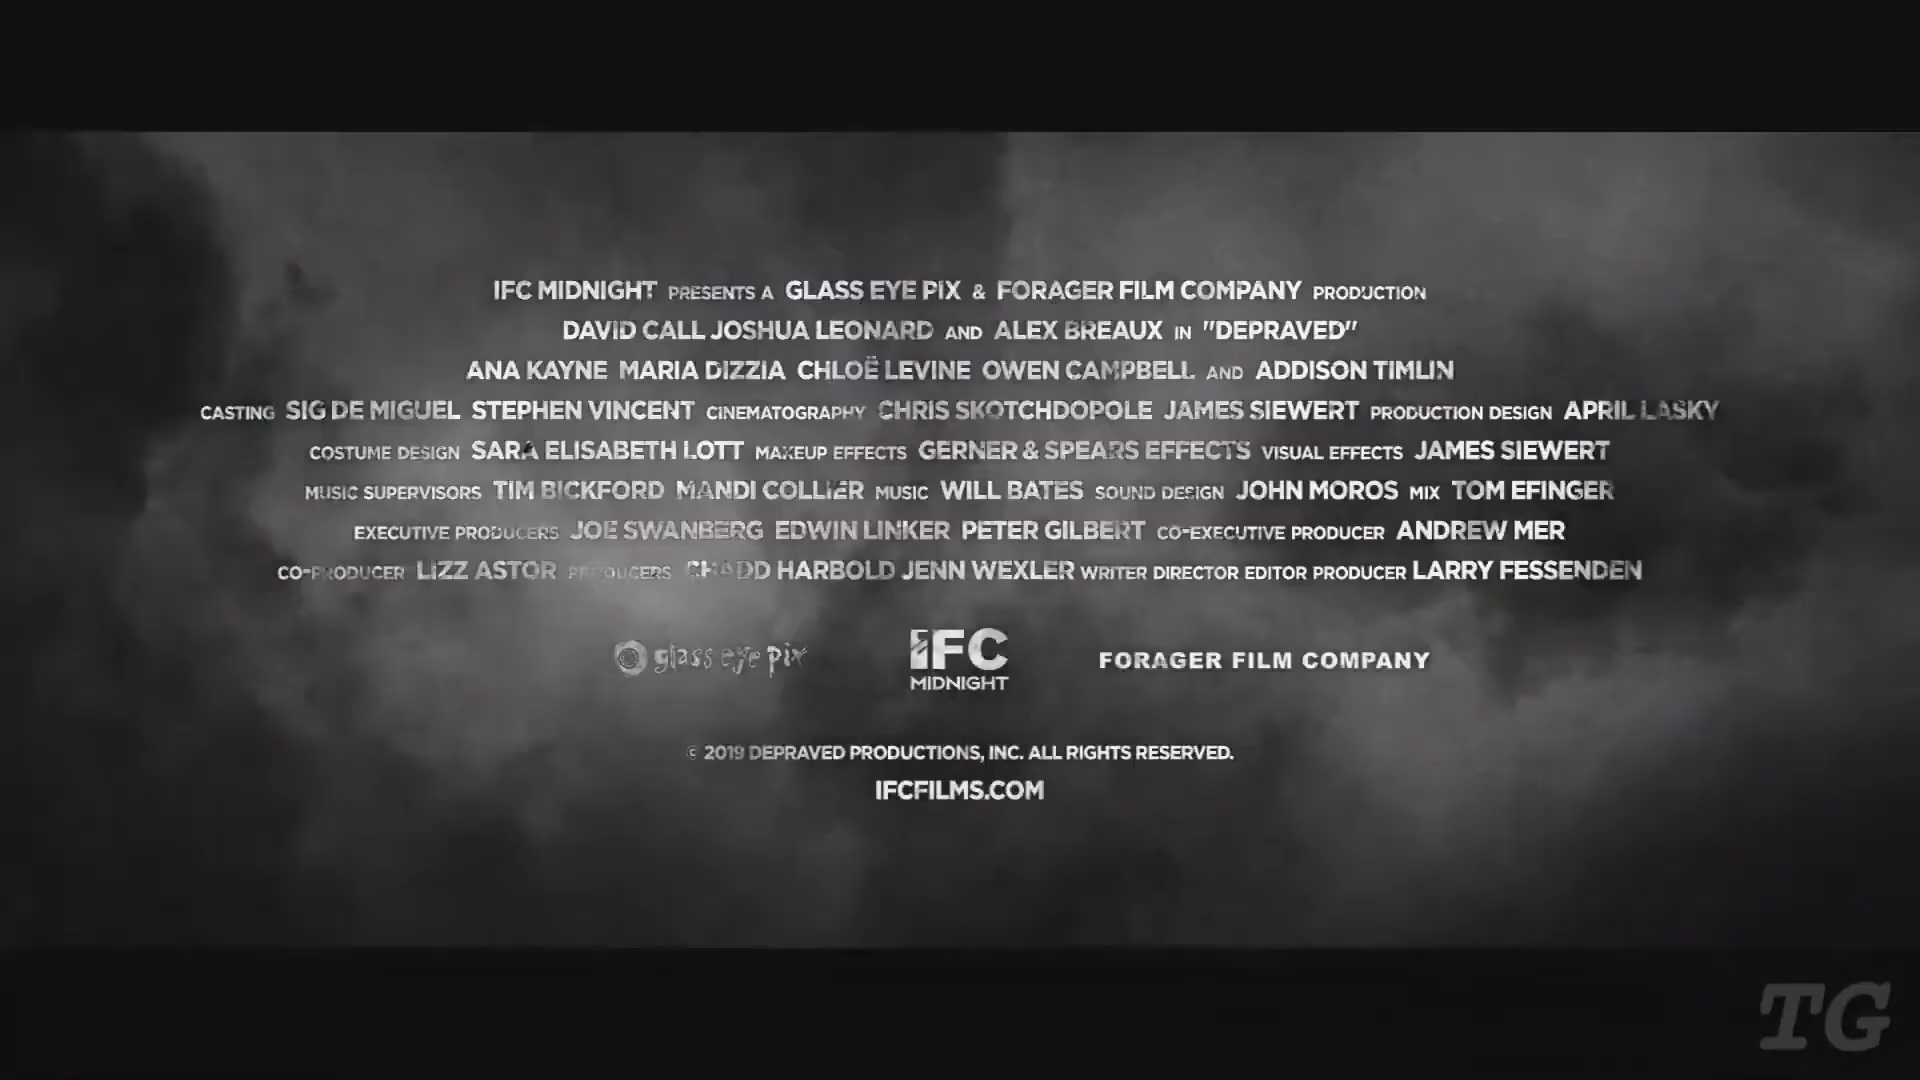 IFC MIDNIGHT PRESENTS A GLASS EYE PIX & FORAGER FILM COMPANY PRODUCTION
DAVID CALL JOSHUA LEONARD AND ALEX BREAUX IN "DEPRAVED"
ANA KAYNE MARIA DIZZIA CHLOË LEVINE OWEN CAMPBELL AND ADDISON TIMLIN
CASTING SIG DE MIGUEL STEPHEN VINCENT CINEMATOGRAPHY CHRIS SKOTCHDOPOLE JAMES SIEWERT PRODUCTION DESIGN APRIL LASKY
COSTUME DESIGN SARA ELISABETH LOTT MAKEUP EFFECTS GERNER & SPEARS EFFECTS VISUAL EFFECTS JAMES SIEWERT
MUSIC SUPERVISORS TIM BICKFORD MANDI COLLIER MUSIC WILL BATES SOUND DESIGN JOHN MOROS MIX TOM EFINGER
EXECUTIVE PRODUCERS JOE SWANBERG EDWIN LINKER PETER GILBERT CO-EXECUTIVE PRODUCER ANDREW MER
CO-PRODUCER LIZZ ASTOR PRODUCERS CHADD HARBOLD JENN WEXLER WRITER DIRECTOR EDITOR PRODUCER LARRY FESSENDEN
glass eye pix
IFC
MIDNIGHT
FORAGER FILM COMPANY
© 2019 DEPRAVED PRODUCTIONS, INC. ALL RIGHTS RESERVED.
IFCFILMS.COM
TG